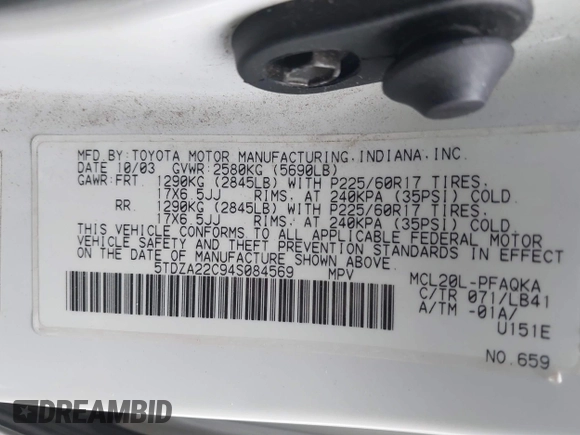 MFD.BY:TOYOTA MOTOR MANUFACTURING,INDIANA,INC.
DATE 10/03 GVWR:2580KG (5690LB)
GAWR:FRT. 1290KG (2845LB) WITH P225/60R17 TIRES.
17X6.5JJ RIMS. AT 240KPA (35PSI) COLD.
RR. 1290KG (2845LB) WITH P225/60R17 TIRES.
17X6.5JJ RIMS. AT 240KPA (35PSI) COLD.
THIS VEHICLE CONFORMS TO ALL APPLICABLE FEDERAL MOTOR
VEHICLE SAFETY AND THEFT PREVENTION STANDARDS IN EFFECT
ON THE DATE OF MANUFACTURE SHOWN ABOVE.
5TDZA22C94S084569 MPV
MCL20L-PFAQKA
C/TR 071/LB41
A/TM -01A/
U151E
NO.659
DREAMBID